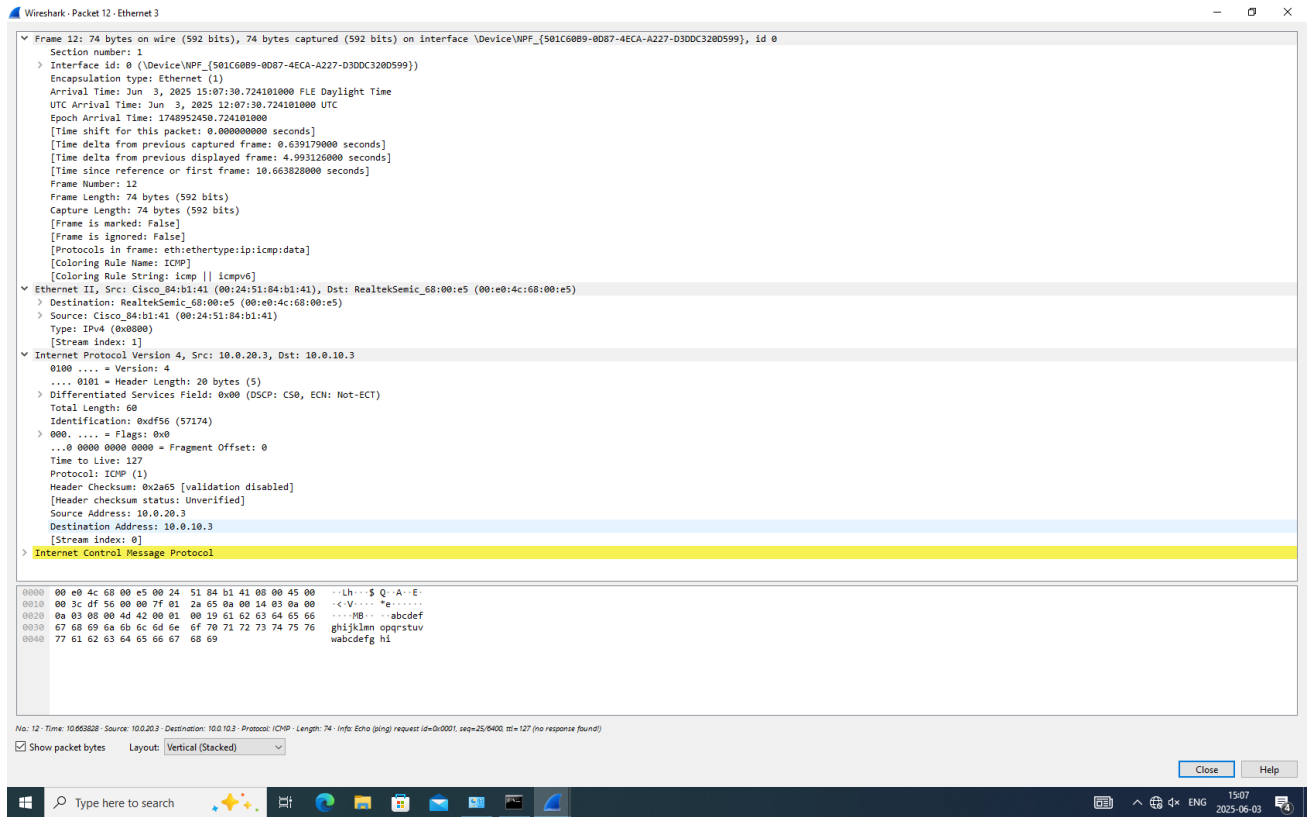 Wireshark · Packet 12 · Ethernet 3
Frame 12: 74 bytes on wire (592 bits), 74 bytes captured (592 bits) on interface \Device\NPF_{501C60B9-0D87-4ECA-A227-D3DDC320D599}, id 0
Section number: 1
Interface id: 0 (\Device\NPF_{501C60B9-0D87-4ECA-A227-D3DDC320D599})
Encapsulation type: Ethernet (1)
Arrival Time: Jun  3, 2025 15:07:30.724101000 FLE Daylight Time
UTC Arrival Time: Jun  3, 2025 12:07:30.724101000 UTC
Epoch Arrival Time: 1748952450.724101000
[Time shift for this packet: 0.000000000 seconds]
[Time delta from previous captured frame: 0.639179000 seconds]
[Time delta from previous displayed frame: 4.993126000 seconds]
[Time since reference or first frame: 10.663828000 seconds]
Frame Number: 12
Frame Length: 74 bytes (592 bits)
Capture Length: 74 bytes (592 bits)
[Frame is marked: False]
[Frame is ignored: False]
[Protocols in frame: eth:ethertype:ip:icmp:data]
[Coloring Rule Name: ICMP]
[Coloring Rule String: icmp || icmpv6]
Ethernet II, Src: Cisco_84:b1:41 (00:24:51:84:b1:41), Dst: RealtekSemic_68:00:e5 (00:e0:4c:68:00:e5)
Destination: RealtekSemic_68:00:e5 (00:e0:4c:68:00:e5)
Source: Cisco_84:b1:41 (00:24:51:84:b1:41)
Type: IPv4 (0x0800)
[Stream index: 1]
Internet Protocol Version 4, Src: 10.0.20.3, Dst: 10.0.10.3
0100 .... = Version: 4
.... 0101 = Header Length: 20 bytes (5)
Differentiated Services Field: 0x00 (DSCP: CS0, ECN: Not-ECT)
Total Length: 60
Identification: 0xdf56 (57174)
000. .... = Flags: 0x0
...0 0000 0000 0000 = Fragment Offset: 0
Time to Live: 127
Protocol: ICMP (1)
Header Checksum: 0x2a65 [validation disabled]
[Header checksum status: Unverified]
Source Address: 10.0.20.3
Destination Address: 10.0.10.3
[Stream index: 0]
Internet Control Message Protocol
0000 00 e0 4c 68 00 e5 00 24 51 84 b1 41 08 00 45 00 ··Lh···$ Q··A··E·
0010 00 3c df 56 00 00 7f 01 2a 65 0a 00 14 03 0a 00 ·<·V···· *e······
0020 0a 03 08 00 4d 42 00 01 00 19 61 62 63 64 65 66 ····MB·· ··abcdef
0030 67 68 69 6a 6b 6c 6d 6e 6f 70 71 72 73 74 75 76 ghijklmn opqrstuv
0040 77 61 62 63 64 65 66 67 68 69 wabcdefg hi
No.: 12 · Time: 10.663828 · Source: 10.0.20.3 · Destination: 10.0.10.3 · Protocol: ICMP · Length: 74 · Info: Echo (ping) request id=0x0001, seq=25/6400, ttl=127 (no response found!)
Show packet bytes Layout: Vertical (Stacked)
Close Help
Type here to search
ENG 15:07
2025-06-03
4